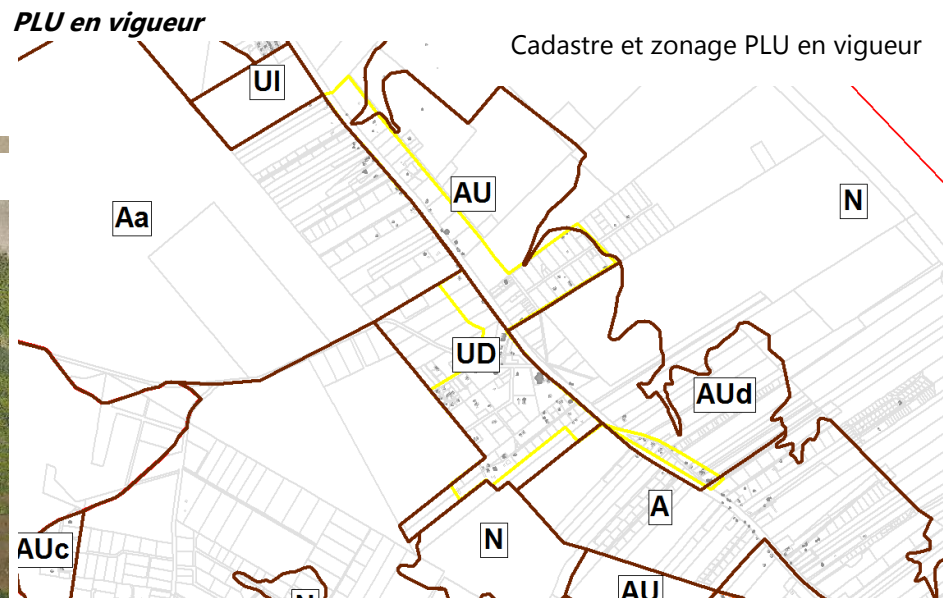 PLU en vigueur
Cadastre et zonage PLU en vigueur
UI
AU
N
Aa
UD
AUd
A
N
AUc
AU
N